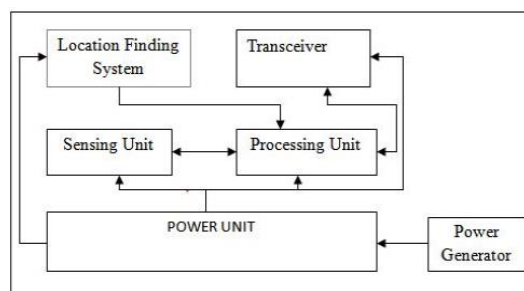 Location Finding
System
Transceiver
Sensing Unit
Processing Unit
POWER UNIT
Power
Generator